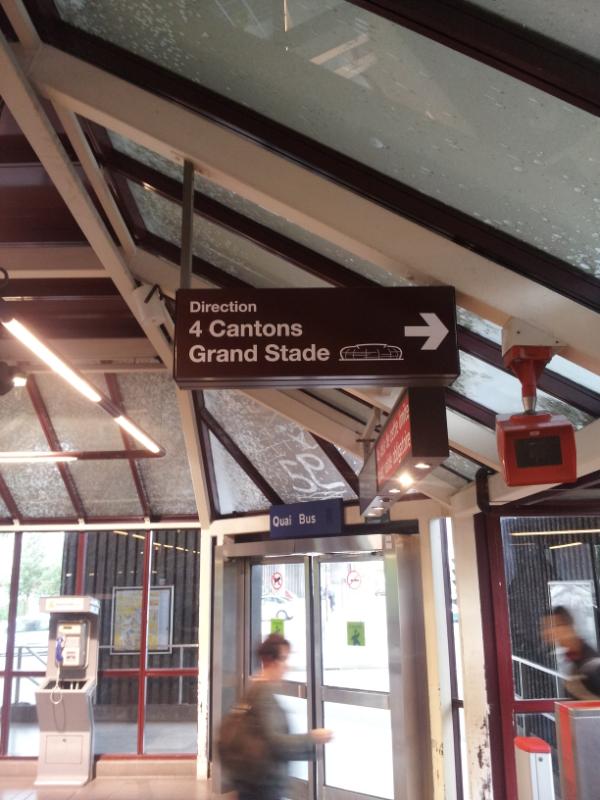 Direction
4 Cantons
Grand Stade
Quai Bus